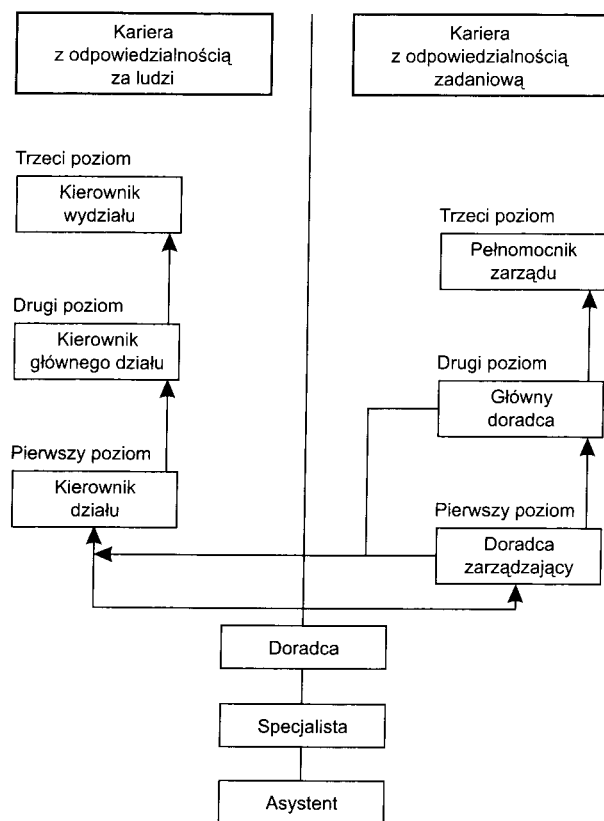 Kariera
z odpowiedzialnością
za ludzi
Kariera
z odpowiedzialnością
zadaniową
Trzeci poziom
Kierownik
wydziału
Drugi poziom
Kierownik
głównego działu
Pierwszy poziom
Kierownik
działu
Trzeci poziom
Pełnomocnik
zarządu
Drugi poziom
Główny
doradca
Pierwszy poziom
Doradca
zarządzający
Doradca
Specjalista
Asystent